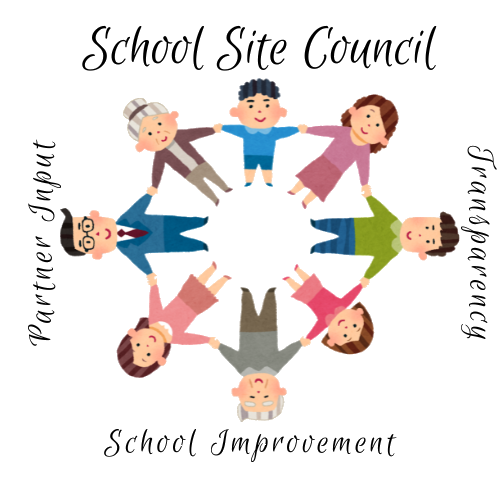 School Site Council
Partner Input
Transparency
School Improvement